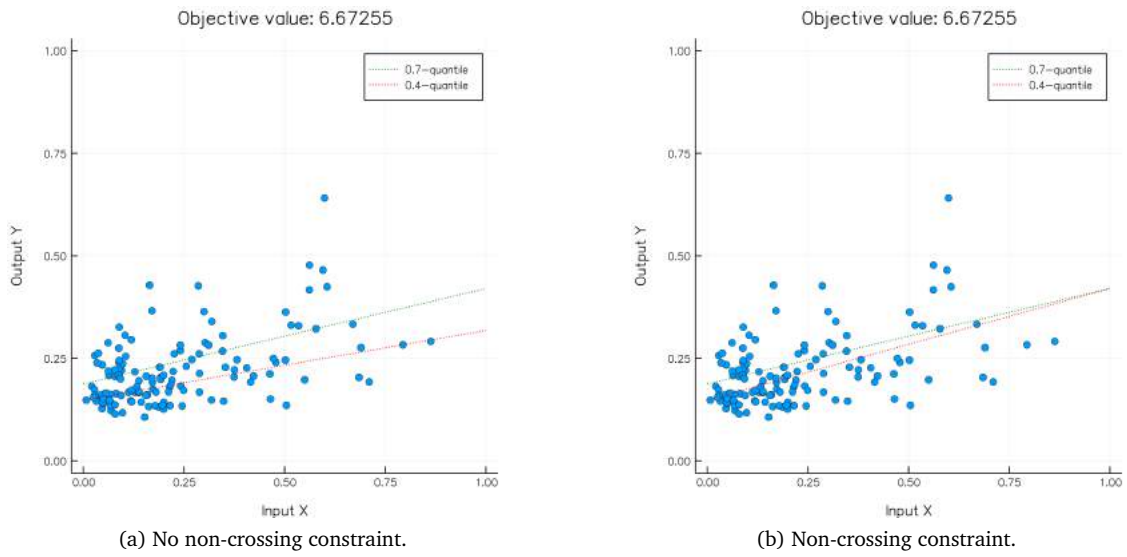 Objective value: 6.67255
1.00
0.75
0.50
0.25
0.00
Output Y
0.7-quantile
0.4-quantile
0.00 0.25 0.50 0.75 1.00
Input X
(a) No non-crossing constraint.
Objective value: 6.67255
1.00
0.75
0.50
0.25
0.00
Output Y
0.7-quantile
0.4-quantile
0.00 0.25 0.50 0.75 1.00
Input X
(b) Non-crossing constraint.